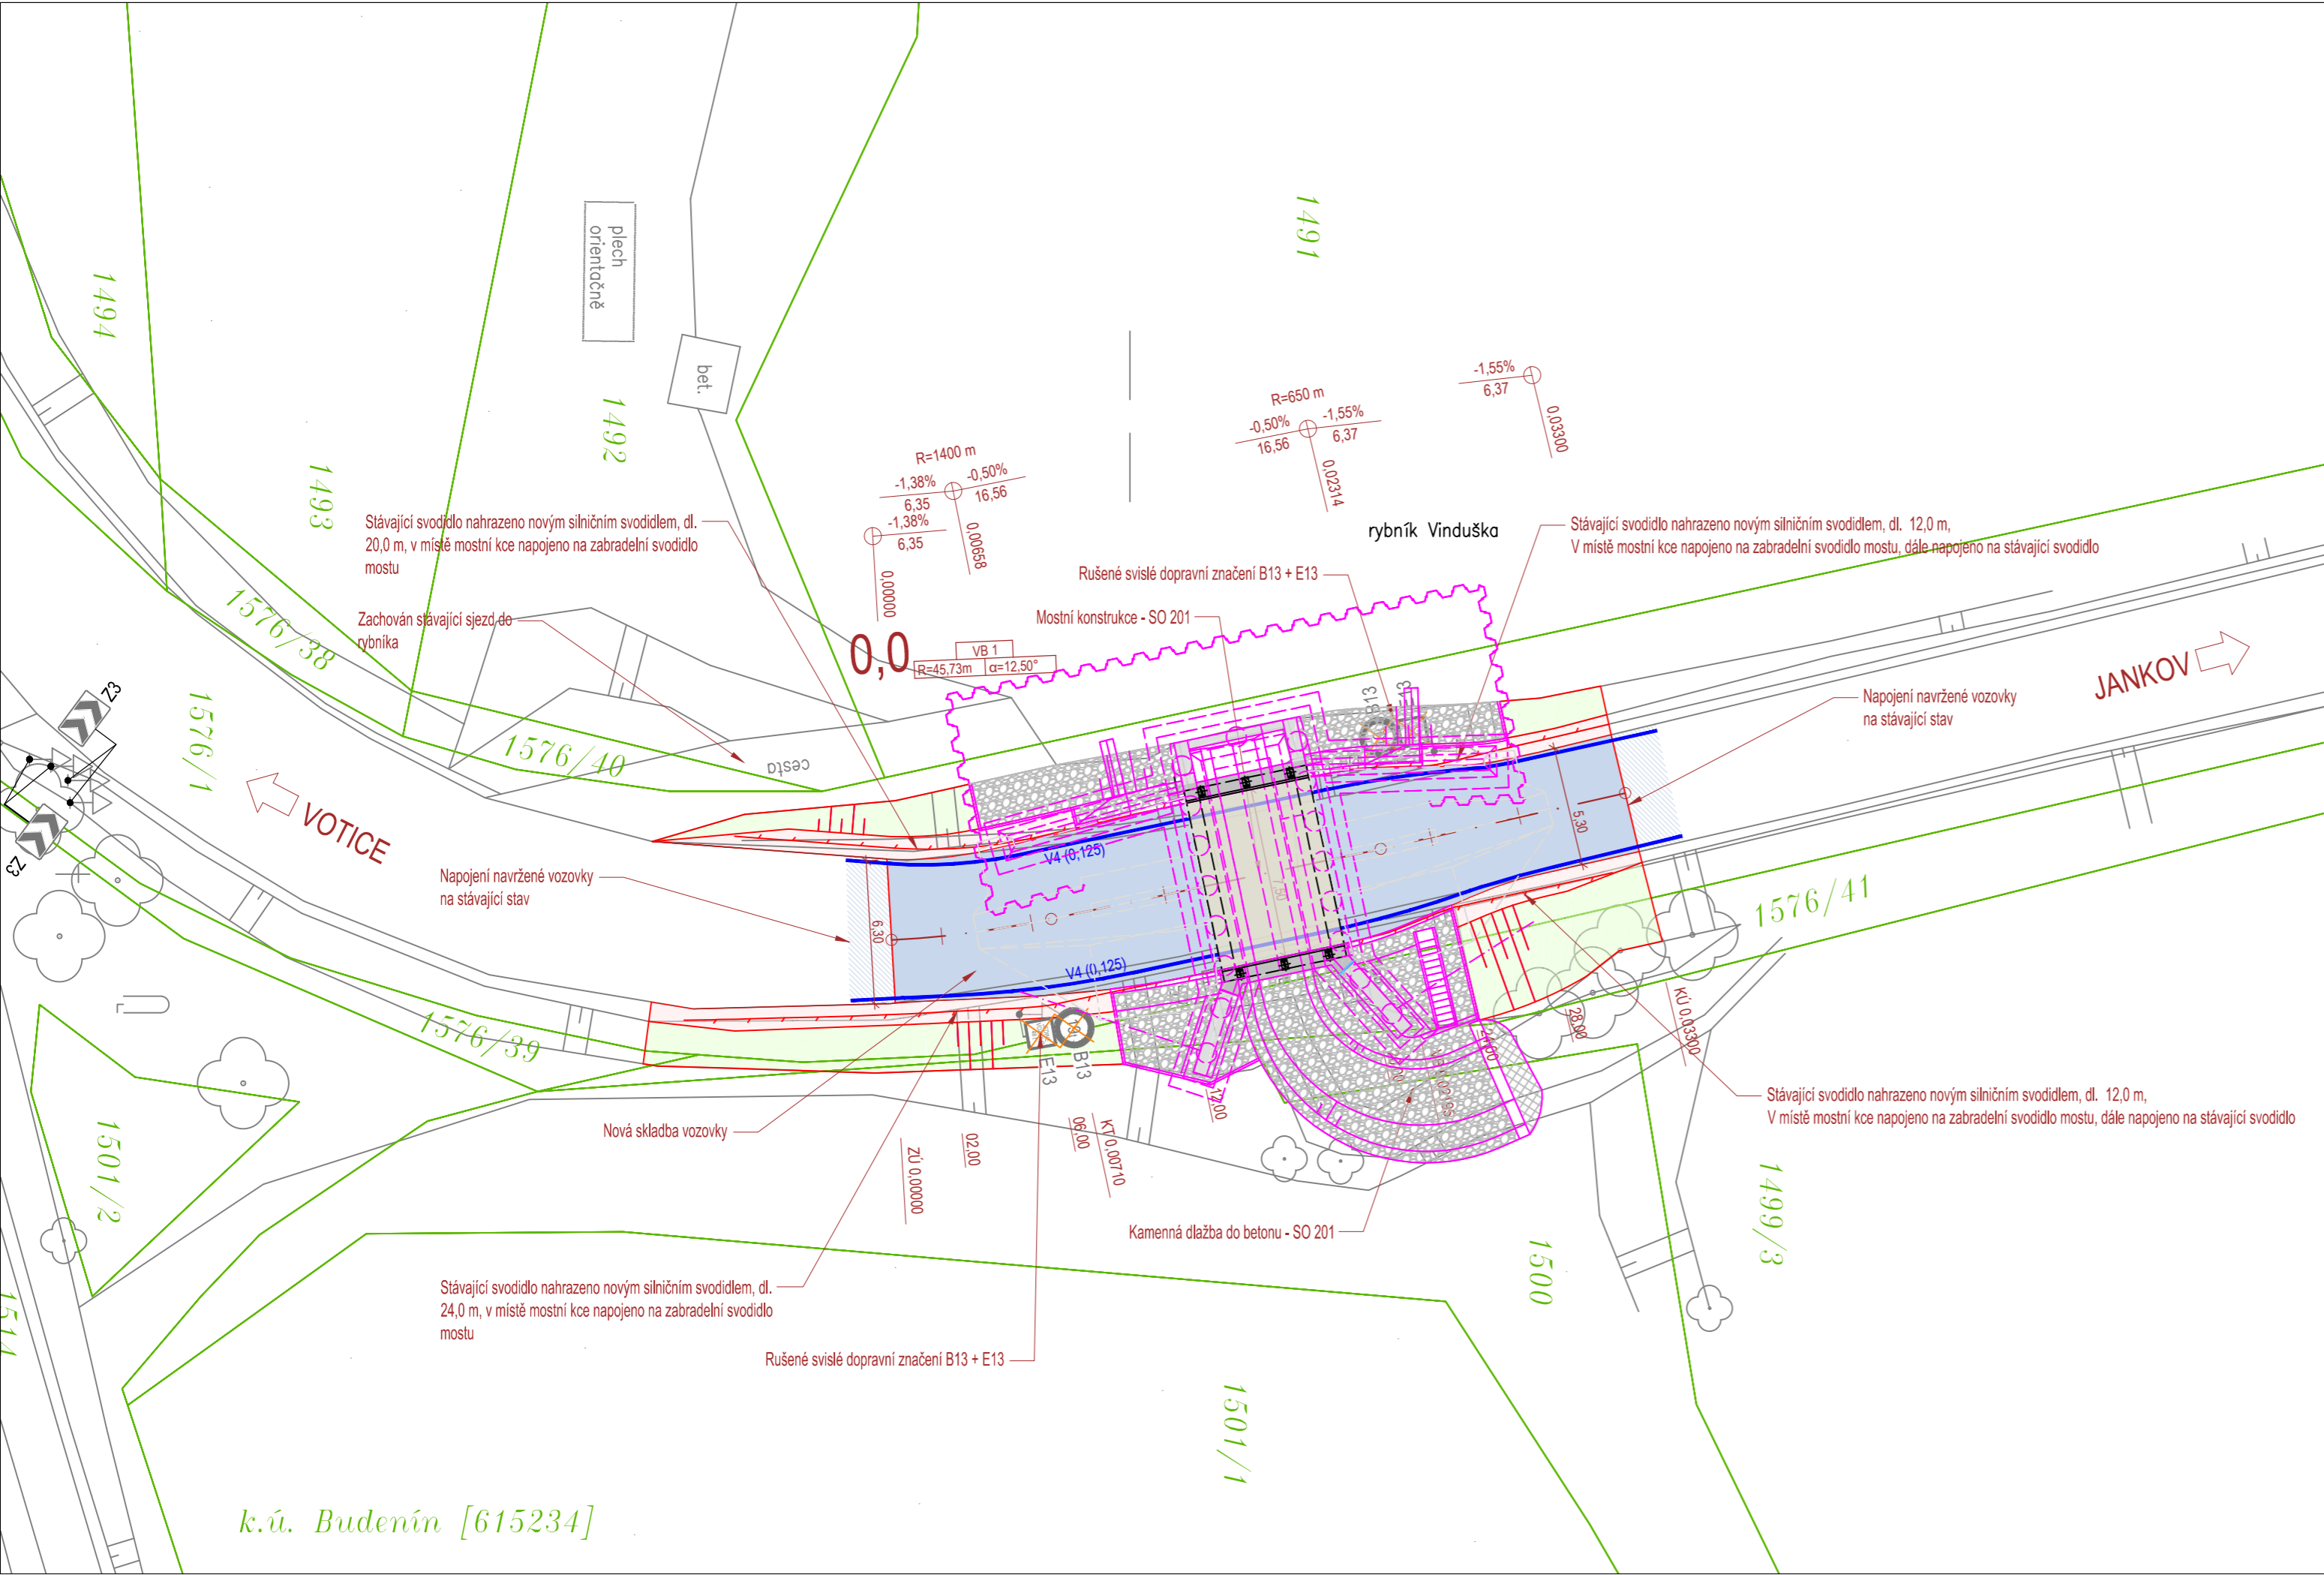 1494
1493
1492
1491
plech
orientačně
bet.
R=1400 m
-1,38%
6,35
-0,50%
16,56
0,00658
-1,38%
6,35
0,00000
R=650 m
-0,50%
16,56
-1,55%
6,37
0,02314
-1,55%
6,37
0,03300
rybník Vinduška
Stávající svodidlo nahrazeno novým silničním svodidlem, dl.
20,0 m, v místě mostní kce napojeno na zabradelní svodidlo
mostu
Stávající svodidlo nahrazeno novým silničním svodidlem, dl. 12,0 m,
V místě mostní kce napojeno na zabradelní svodidlo mostu, dále napojeno na stávající svodidlo
Rušené svislé dopravní značení B13 + E13
Mostní konstrukce - SO 201
Zachován stávající sjezd do
rybníka
0,0
VB 1
R=45,73m
α=12,50°
1576/38
1576/1
1576/40
cesta
Z3
Z3
VOTICE
JANKOV
B13
Napojení navržené vozovky
na stávající stav
Napojení navržené vozovky
na stávající stav
V4 (0,125)
V4 (0,125)
6,30
5,30
7,50
1576/41
1576/39
E13
B13
Nová skladba vozovky
ZÚ 0,00000
02,00
06,00
KT 0,00710
12,00
28,00
KÚ 0,03300
Stávající svodidlo nahrazeno novým silničním svodidlem, dl. 12,0 m,
V místě mostní kce napojeno na zabradelní svodidlo mostu, dále napojeno na stávající svodidlo
Kamenná dlažba do betonu - SO 201
1501/2
1514
1499/3
1500
1501/1
Stávající svodidlo nahrazeno novým silničním svodidlem, dl.
24,0 m, v místě mostní kce napojeno na zabradelní svodidlo
mostu
Rušené svislé dopravní značení B13 + E13
k.ú. Budenín [615234]